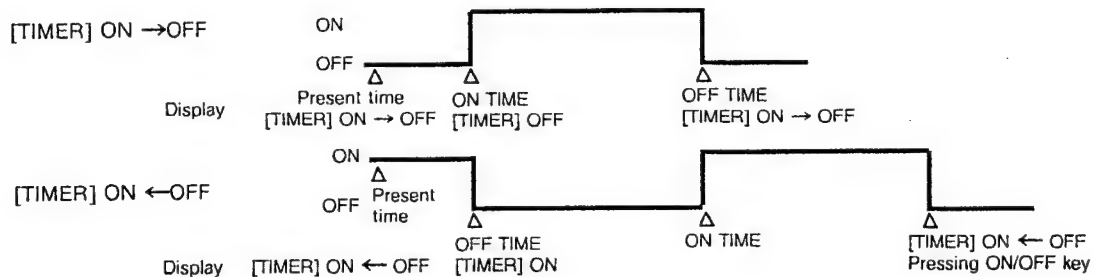 [TIMER] ON →OFF
ON
OFF
Display
Present time
[TIMER] ON → OFF
ON TIME
[TIMER] OFF
OFF TIME
[TIMER] ON → OFF
[TIMER] ON ←OFF
ON
OFF
Present
time
Display
[TIMER] ON ← OFF
OFF TIME
[TIMER] ON
ON TIME
[TIMER] ON ← OFF
Pressing ON/OFF key